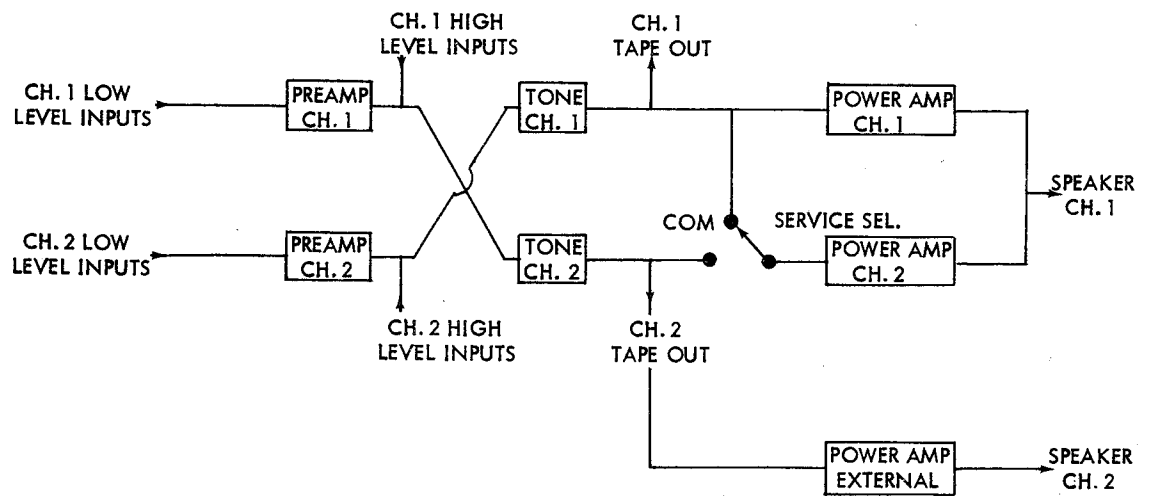 CH. 1 HIGH
LEVEL INPUTS
CH. 1
TAPE OUT
CH. 1 LOW
LEVEL INPUTS
PREAMP
CH. 1
TONE
CH. 1
POWER AMP
CH. 1
SPEAKER
CH. 1
COM
SERVICE SEL.
CH. 2 LOW
LEVEL INPUTS
PREAMP
CH. 2
TONE
CH. 2
POWER AMP
CH. 2
CH. 2 HIGH
LEVEL INPUTS
CH. 2
TAPE OUT
POWER AMP
EXTERNAL
SPEAKER
CH. 2